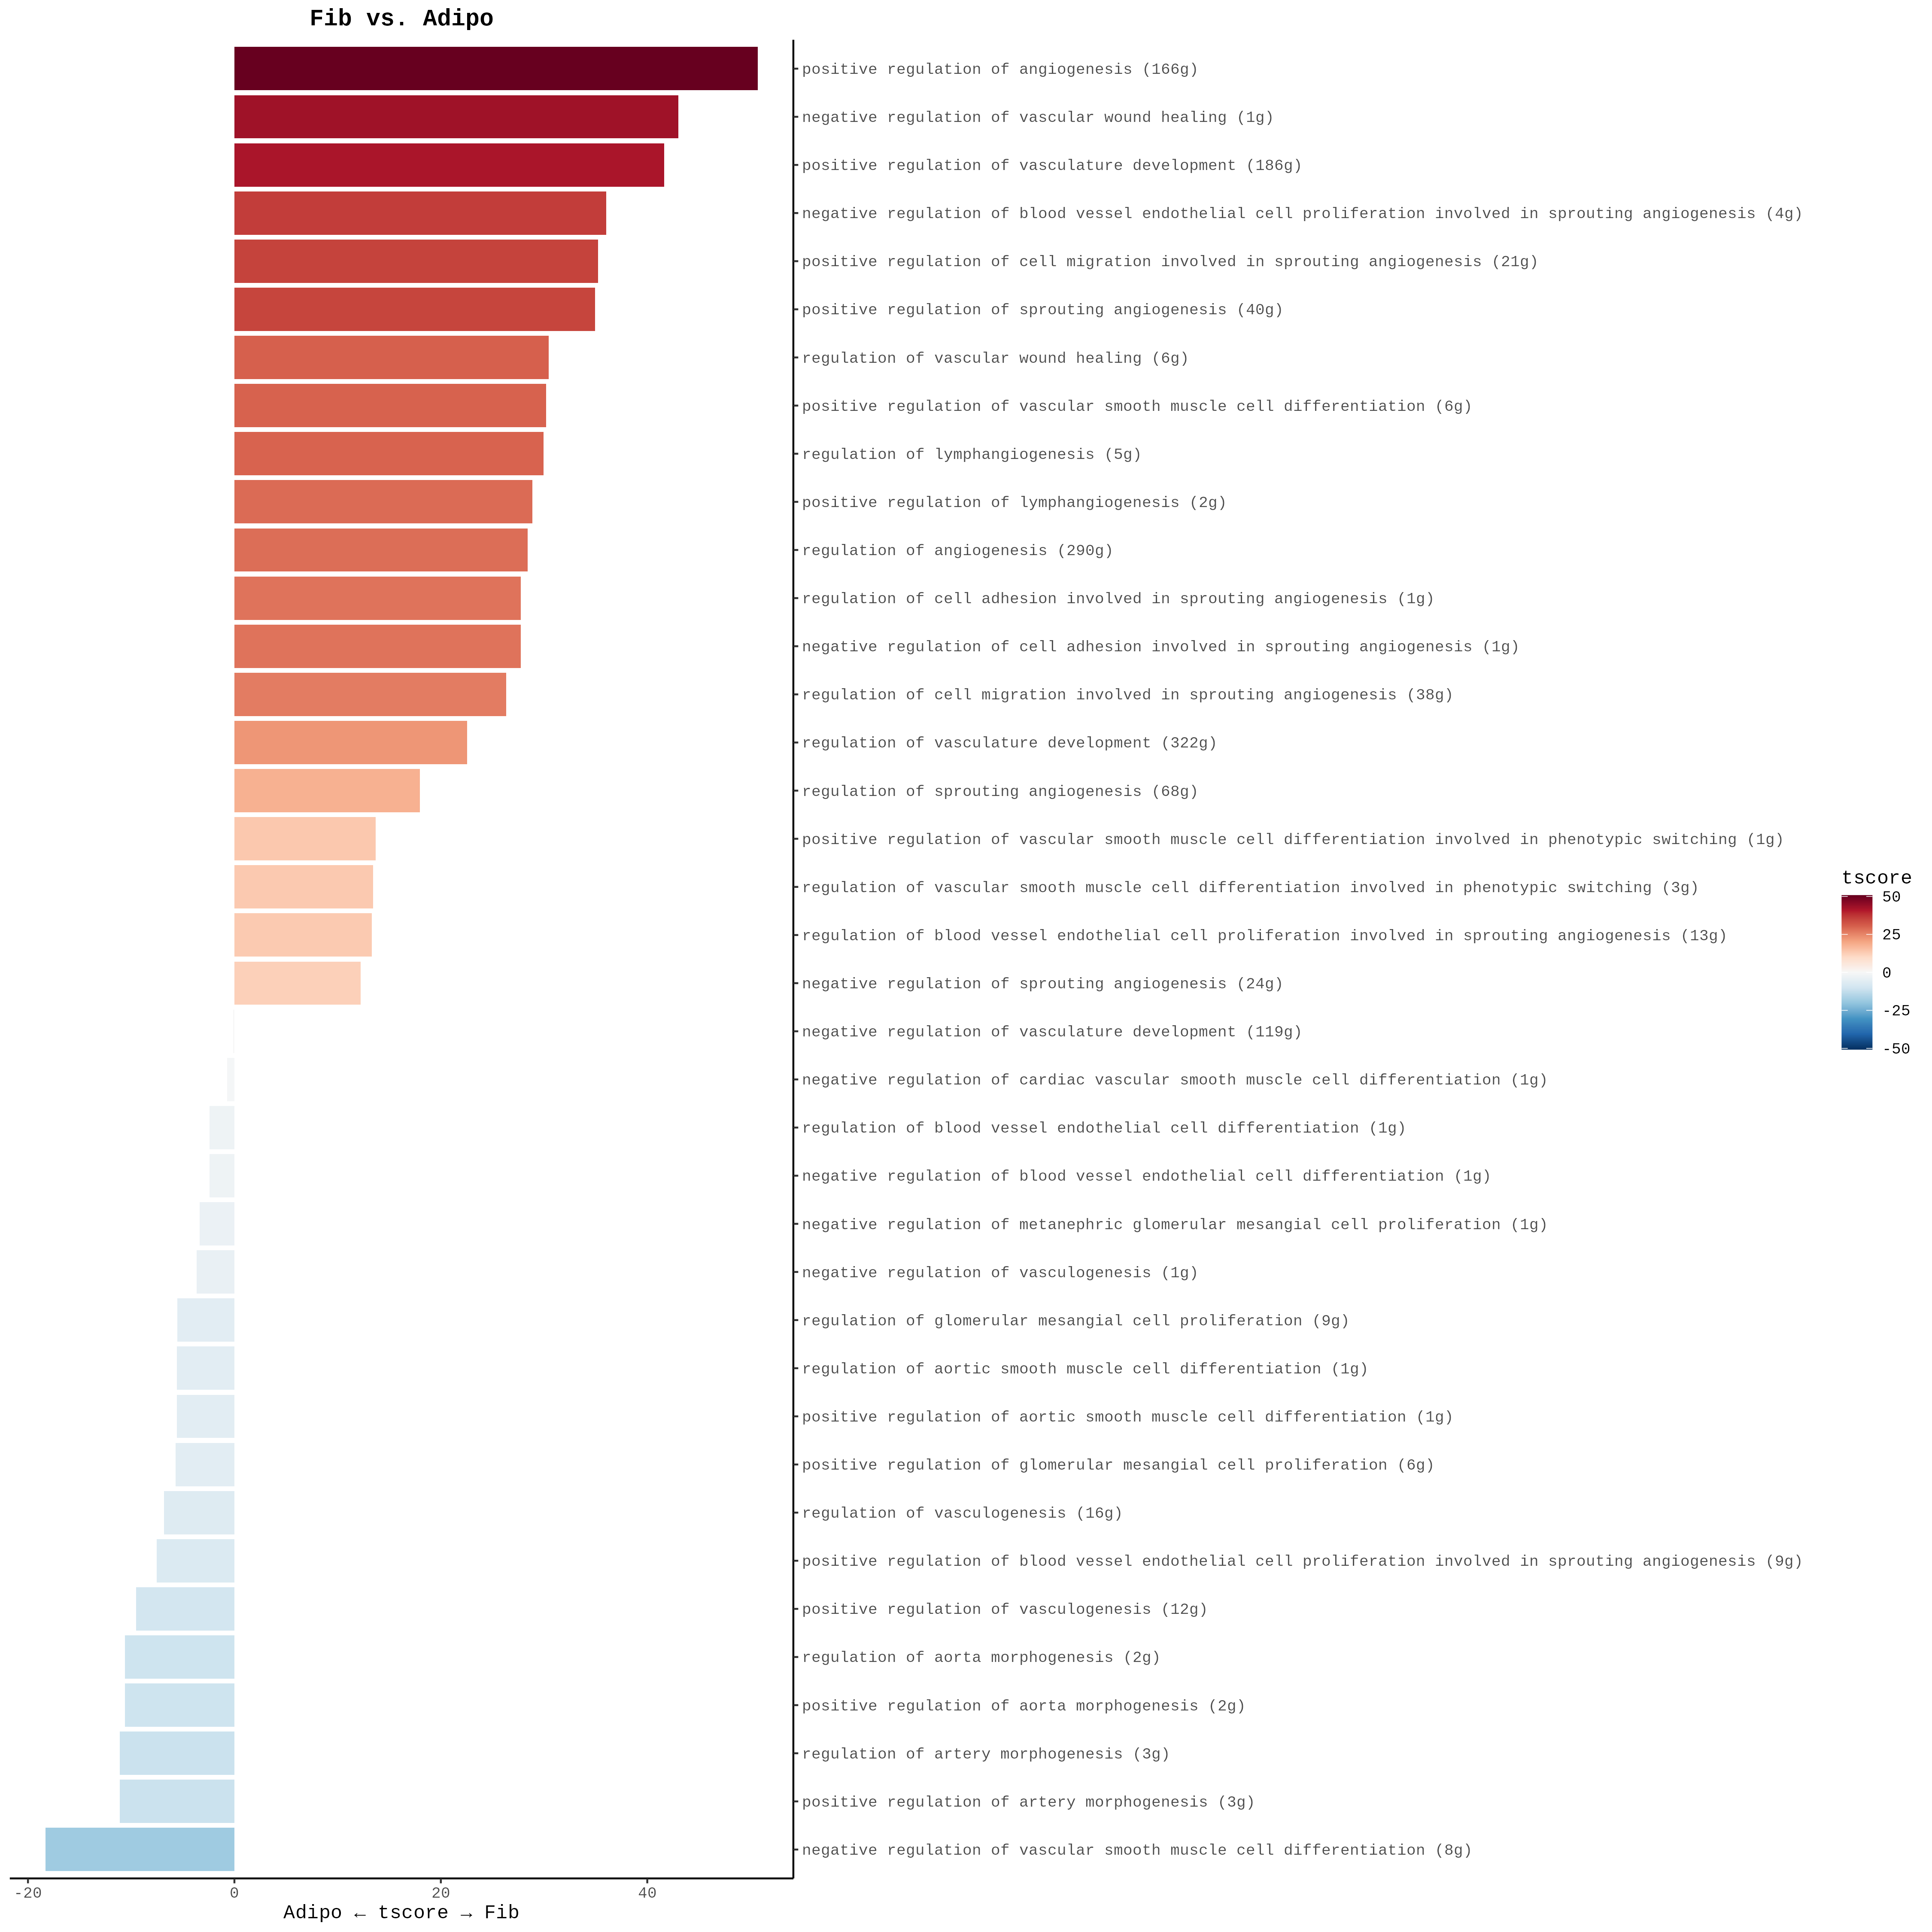 Fib vs. Adipo
positive regulation of angiogenesis (166g)
negative regulation of vascular wound healing (1g)
positive regulation of vasculature development (186g)
negative regulation of blood vessel endothelial cell proliferation involved in sprouting angiogenesis (4g)
positive regulation of cell migration involved in sprouting angiogenesis (21g)
positive regulation of sprouting angiogenesis (40g)
regulation of vascular wound healing (6g)
positive regulation of vascular smooth muscle cell differentiation (6g)
regulation of lymphangiogenesis (5g)
positive regulation of lymphangiogenesis (2g)
regulation of angiogenesis (290g)
regulation of cell adhesion involved in sprouting angiogenesis (1g)
negative regulation of cell adhesion involved in sprouting angiogenesis (1g)
regulation of cell migration involved in sprouting angiogenesis (38g)
regulation of vasculature development (322g)
regulation of sprouting angiogenesis (68g)
positive regulation of vascular smooth muscle cell differentiation involved in phenotypic switching (1g)
regulation of vascular smooth muscle cell differentiation involved in phenotypic switching (3g)
regulation of blood vessel endothelial cell proliferation involved in sprouting angiogenesis (13g)
negative regulation of sprouting angiogenesis (24g)
negative regulation of vasculature development (119g)
negative regulation of cardiac vascular smooth muscle cell differentiation (1g)
regulation of blood vessel endothelial cell differentiation (1g)
negative regulation of blood vessel endothelial cell differentiation (1g)
negative regulation of metanephric glomerular mesangial cell proliferation (1g)
negative regulation of vasculogenesis (1g)
regulation of glomerular mesangial cell proliferation (9g)
regulation of aortic smooth muscle cell differentiation (1g)
positive regulation of aortic smooth muscle cell differentiation (1g)
positive regulation of glomerular mesangial cell proliferation (6g)
regulation of vasculogenesis (16g)
positive regulation of blood vessel endothelial cell proliferation involved in sprouting angiogenesis (9g)
positive regulation of vasculogenesis (12g)
regulation of aorta morphogenesis (2g)
positive regulation of aorta morphogenesis (2g)
regulation of artery morphogenesis (3g)
positive regulation of artery morphogenesis (3g)
negative regulation of vascular smooth muscle cell differentiation (8g)
-20 0 20 40
Adipo ← tscore → Fib
tscore
50
25
0
-25
-50